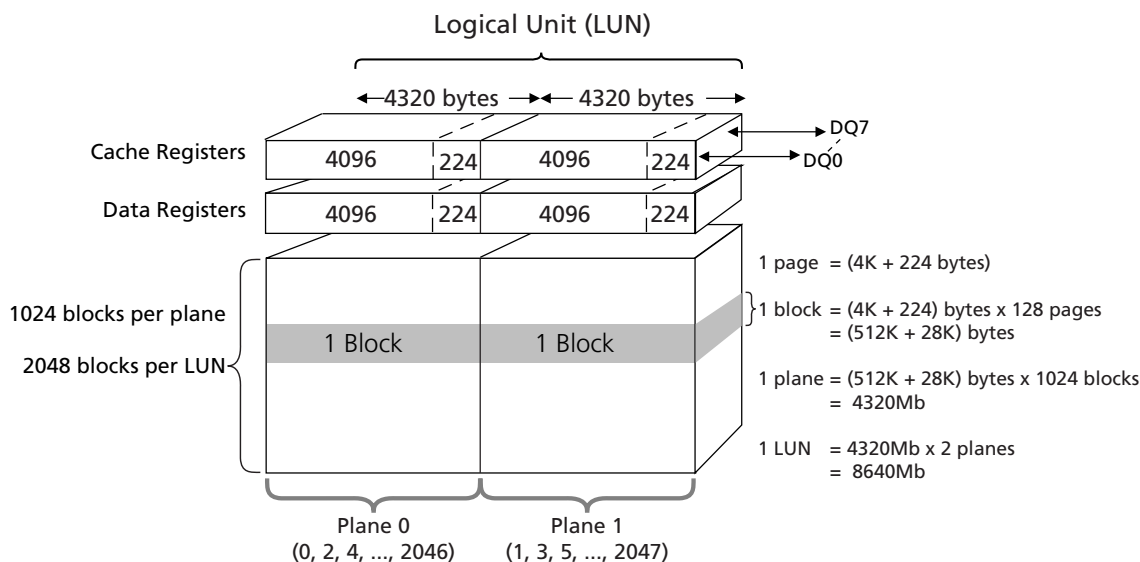 Logical Unit (LUN)
4320 bytes 4320 bytes
DQ7
Cache Registers 4096 224 4096 224 DQ0
Data Registers 4096 224 4096 224
1 page = (4K + 224 bytes)
1024 blocks per plane
1 block = (4K + 224) bytes x 128 pages
= (512K + 28K) bytes
1 Block 1 Block
2048 blocks per LUN
1 plane = (512K + 28K) bytes x 1024 blocks
= 4320Mb
1 LUN = 4320Mb x 2 planes
= 8640Mb
Plane 0
(0, 2, 4, ..., 2046)
Plane 1
(1, 3, 5, ..., 2047)